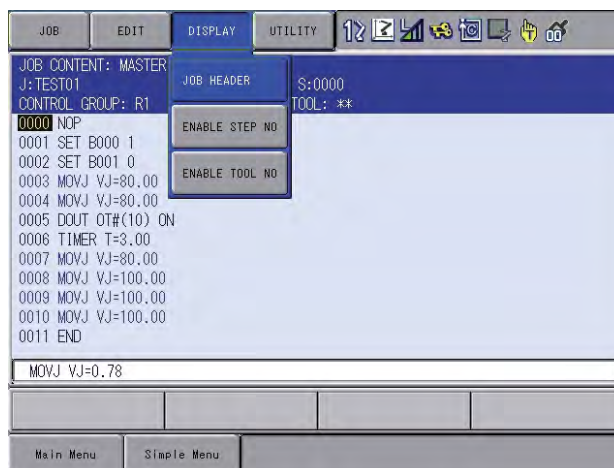 JOB EDIT DISPLAY UTILITY
JOB CONTENT: MASTER
J:TEST01 S:0000
CONTROL GROUP: R1 TOOL: **
JOB HEADER
ENABLE STEP NO
ENABLE TOOL NO
0000 NOP
0001 SET B000 1
0002 SET B001 0
0003 MOVJ VJ=80.00
0004 MOVJ VJ=80.00
0005 DOUT OT#(10) ON
0006 TIMER T=3.00
0007 MOVJ VJ=80.00
0008 MOVJ VJ=100.00
0009 MOVJ VJ=100.00
0010 MOVJ VJ=100.00
0011 END
MOVJ VJ=0.78
Main Menu Simple Menu